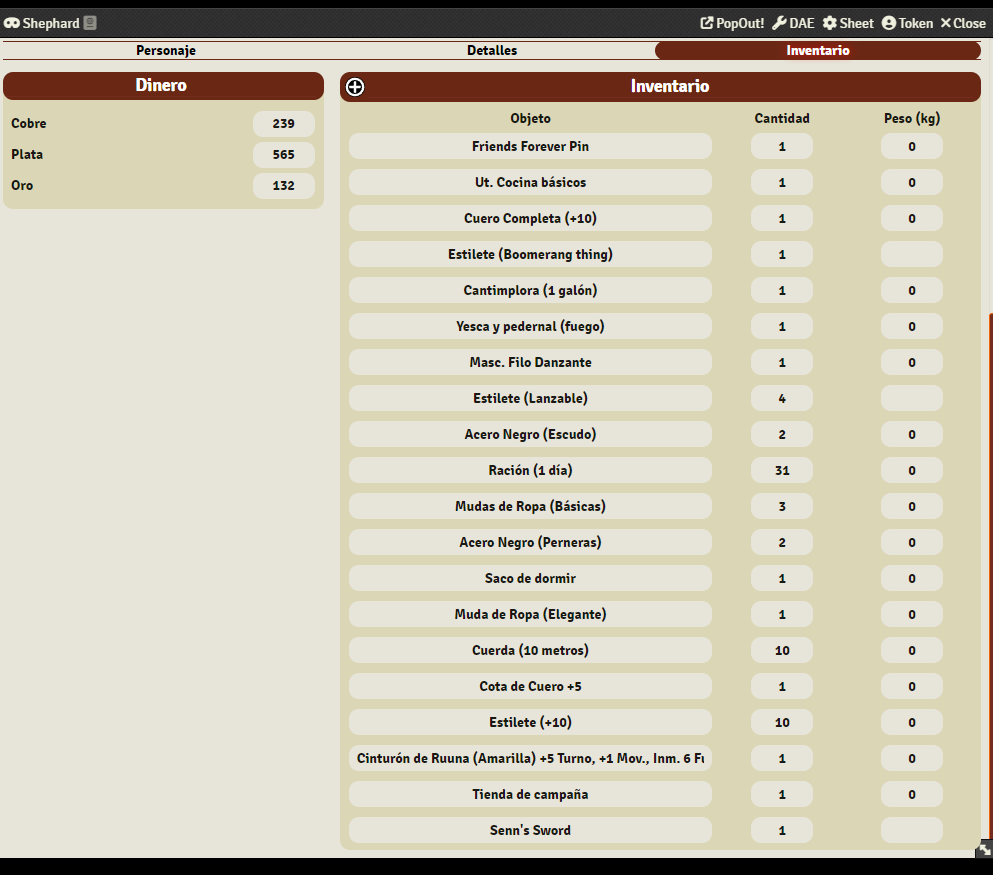 Shephard PopOut! DAE Sheet Token Close
Personaje Detalles Inventario
Dinero
Cobre 239
Plata 565
Oro 132
Inventario
Objeto Cantidad Peso (kg)
Friends Forever Pin 1 0
Ut. Cocina básicos 1 0
Cuero Completa (+10) 1 0
Estilete (Boomerang thing) 1
Cantimplora (1 galón) 1 0
Yesca y pedernal (fuego) 1 0
Masc. Filo Danzante 1 0
Estilete (Lanzable) 4
Acero Negro (Escudo) 2 0
Ración (1 día) 31 0
Mudas de Ropa (Básicas) 3 0
Acero Negro (Perneras) 2 0
Saco de dormir 1 0
Muda de Ropa (Elegante) 1 0
Cuerda (10 metros) 10 0
Cota de Cuero +5 1 0
Estilete (+10) 10 0
Cinturón de Ruuna (Amarilla) +5 Turno, +1 Mov., Inm. 6 1 0
Tienda de campaña 1 0
Senn's Sword 1